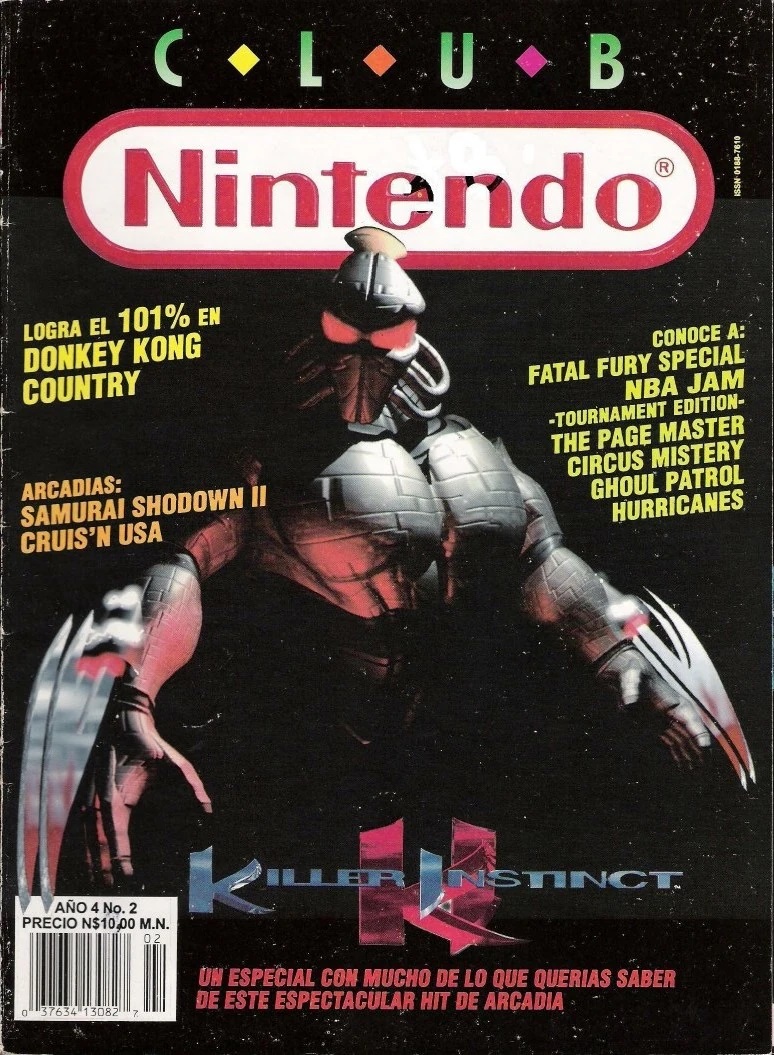 C◆L◆U◆B
Nintendo®
ISSN 0188-7610
LOGRA EL 101% EN
DONKEY KONG
COUNTRY
CONOCE A:
FATAL FURY SPECIAL
NBA JAM
-TOURNAMENT EDITION-
THE PAGE MASTER
CIRCUS MISTERY
GHOUL PATROL
HURRICANES
ARCADIAS:
SAMURAI SHODOWN II
CRUIS'N USA
KILLER INSTINCT
AÑO 4 No. 2
PRECIO N$10,00 M.N.
02
0 37634 13082 7
UN ESPECIAL CON MUCHO DE LO QUE QUERIAS SABER
DE ESTE ESPECTACULAR HIT DE ARCADIA